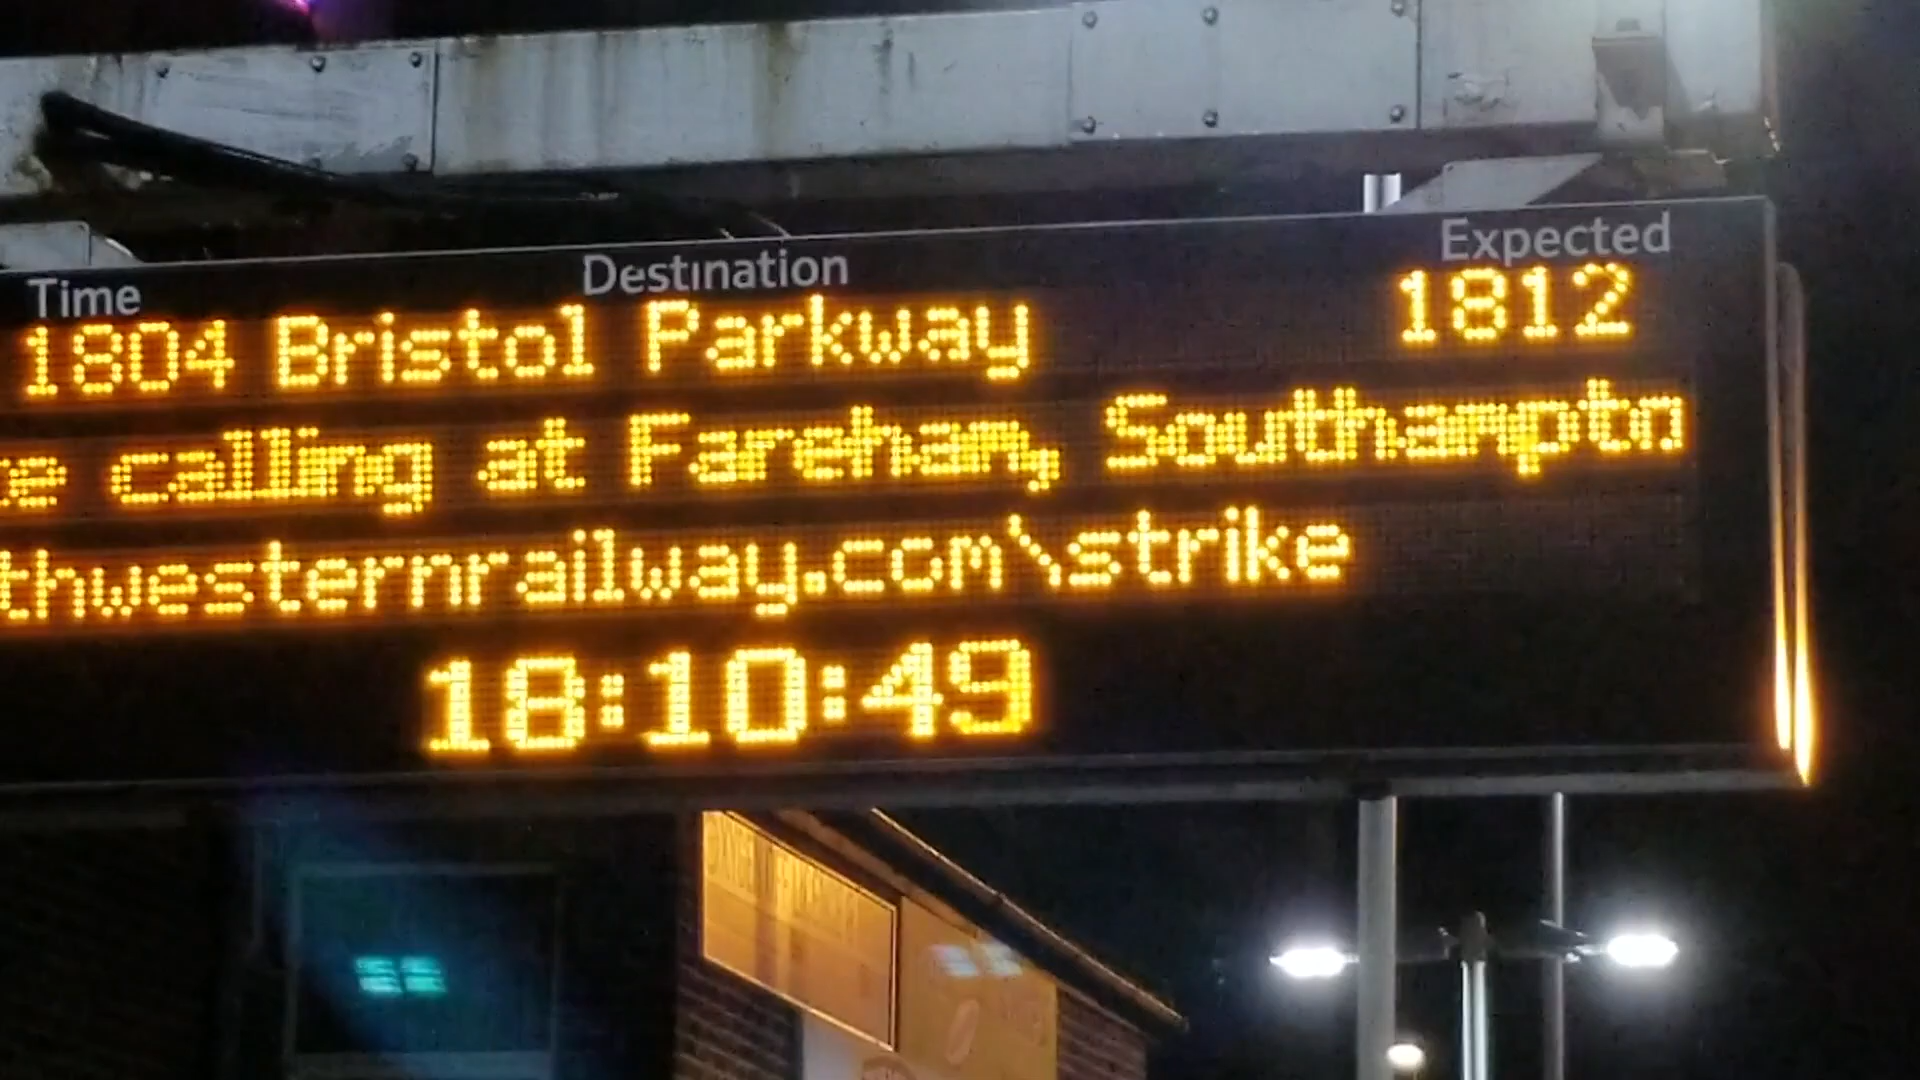 Time Destination Expected
1804 Bristol Parkway 1812
e calling at Fareham, Southamptn
thwesternrailway.com\strike
18:10:49